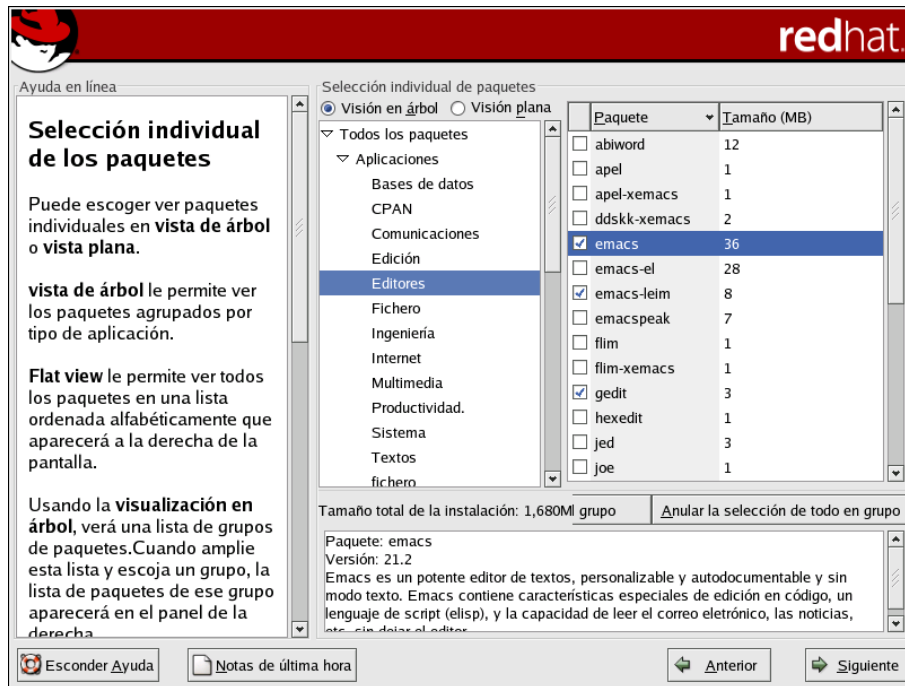 redhat.
Ayuda en línea
Selección individual
de los paquetes
Puede escoger ver paquetes
individuales en vista de árbol
o vista plana.
vista de árbol le permite ver
los paquetes agrupados por
tipo de aplicación.
Flat view le permite ver todos
los paquetes en una lista
ordenada alfabéticamente que
aparecerá a la derecha de la
pantalla.
Usando la visualización en
árbol, verá una lista de grupos
de paquetes.Cuando amplie
esta lista y escoja un grupo, la
lista de paquetes de ese grupo
aparecerá en el panel de la
derecha
Selección individual de paquetes
Visión en árbol Visión plana
Todos los paquetes
Aplicaciones
Bases de datos
CPAN
Comunicaciones
Edición
Editores
Fichero
Ingeniería
Internet
Multimedia
Productividad.
Sistema
Textos
fichero
Paquete Tamaño (MB)
abiword 12
apel 1
apel-xemacs 1
ddskk-xemacs 2
emacs 36
emacs-el 28
emacs-leim 8
emacspeak 7
flim 1
flim-xemacs 1
gedit 3
hexedit 1
jed 3
joe 1
Tamaño total de la instalación: 1,680M grupo Anular la selección de todo en grupo
Paquete: emacs
Versión: 21.2
Emacs es un potente editor de textos, personalizable y autodocumentable y sin
modo texto. Emacs contiene características especiales de edición en código, un
lenguaje de script (elisp), y la capacidad de leer el correo eletrónico, las noticias,
etc. sin dejar el editor
Esconder Ayuda Notas de última hora Anterior Siguiente